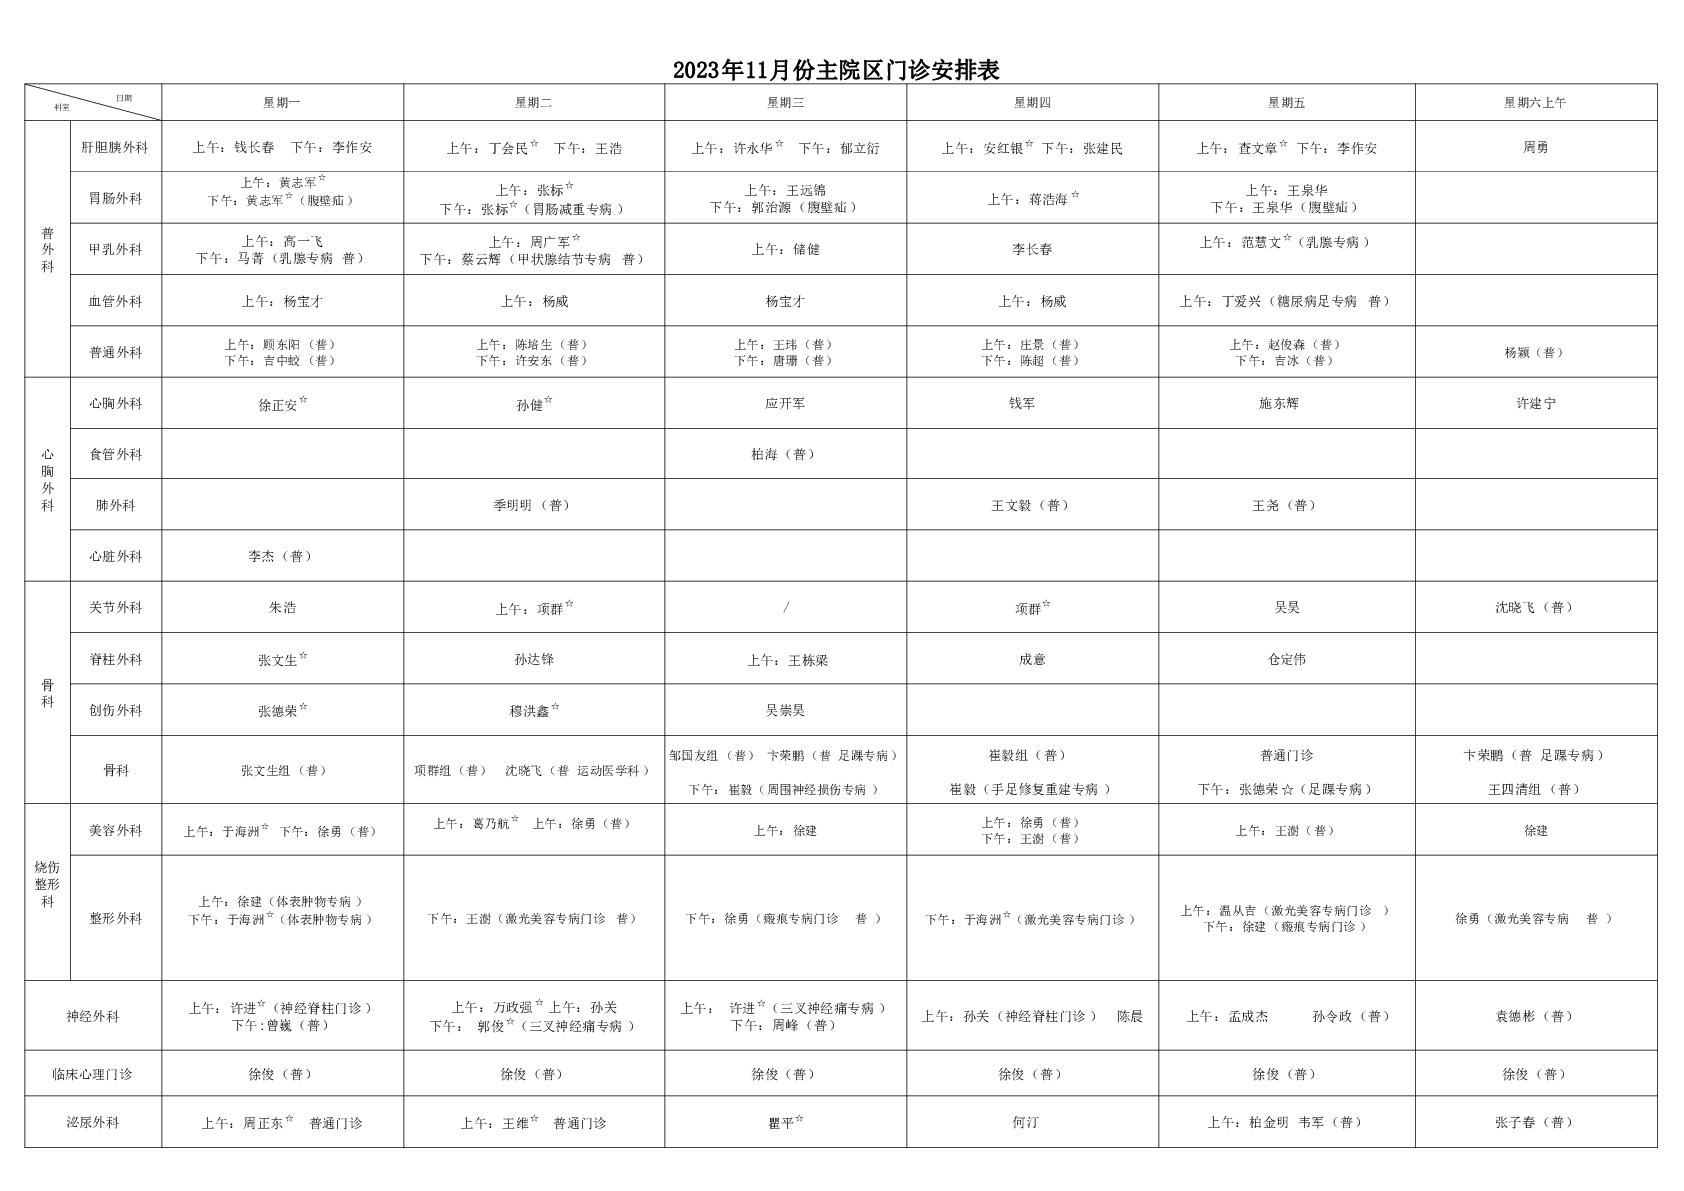 2023年11月份主院区门诊安排表
日期
科室
星期一 星期二 星期三 星期四 星期五 星期六上午
普外科
肝胆胰外科 上午：钱长春 下午：李作安 上午：丁会民☆ 下午：王浩 上午：许永华☆ 下午：郁立衍 上午：安红银☆ 下午：张建民 上午：查文章☆ 下午：李作安 周勇
胃肠外科
上午：黄志军☆
下午：黄志军☆（腹壁疝）
上午：张标☆
下午：张标☆（胃肠减重专病）
上午：王远锦
下午：郭治源（腹壁疝）
上午：蒋浩海☆
上午：王泉华
下午：王泉华（腹壁疝）
甲乳外科
上午：高一飞
下午：马菁（乳腺专病 普）
上午：周广军☆
下午：蔡云辉（甲状腺结节专病 普）
上午：储健
李长春
上午：范慧文☆（乳腺专病）
血管外科 上午：杨宝才 上午：杨威 杨宝才 上午：杨威 上午：丁爱兴（糖尿病足专病 普）
普通外科
上午：顾东阳（普）
下午：吉中蛟（普）
上午：陈培生（普）
下午：许安东（普）
上午：王玮（普）
下午：唐珊（普）
上午：庄景（普）
下午：陈超（普）
上午：赵俊森（普）
下午：吉冰（普）
杨颖（普）
心胸外科
心胸外科 徐正安☆ 孙健☆ 应开军 钱军 施东辉 许建宁
食管外科 柏海（普）
肺外科 季明明（普） 王文毅（普） 王尧（普）
心脏外科 李杰（普）
骨科
关节外科 朱浩 上午：项群☆ / 项群☆ 吴昊 沈晓飞（普）
脊柱外科 张文生☆ 孙达锋 上午：王栋梁 成意 仓定伟
创伤外科 张德荣☆ 穆洪鑫☆ 吴崇昊
骨科
张文生组（普）
项群组（普） 沈晓飞（普 运动医学科）
邹国友组（普） 卞荣鹏（普 足踝专病）
下午：崔毅（周围神经损伤专病）
崔毅组（普）
崔毅（手足修复重建专病）
普通门诊
下午：张德荣☆（足踝专病）
卞荣鹏（普 足踝专病）
王四清组（普）
烧伤
整形
科
美容外科
上午：于海洲☆ 下午：徐勇（普）
上午：葛乃航☆ 上午：徐勇（普）
上午：徐建
上午：徐勇（普）
下午：王澍（普）
上午：王澍（普）
徐建
整形外科
上午：徐建（体表肿物专病）
下午：于海洲☆（体表肿物专病）
下午：王澍（激光美容专病门诊 普）
下午：徐勇（瘢痕专病门诊 普）
下午：于海洲☆（激光美容专病门诊）
上午：温从吉（激光美容专病门诊 ）
下午：徐建（瘢痕专病门诊）
徐勇（激光美容专病 普）
神经外科
上午：许进☆（神经脊柱门诊）
下午:曾巍（普）
上午：万政强☆ 上午：孙关
下午：郭俊☆（三叉神经痛专病）
上午：许进☆（三叉神经痛专病）
下午：周峰（普）
上午：孙关（神经脊柱门诊） 陈晨
上午：孟成杰 孙令政（普）
袁德彬（普）
临床心理门诊 徐俊（普） 徐俊（普） 徐俊（普） 徐俊（普） 徐俊（普） 徐俊（普）
泌尿外科 上午：周正东☆ 普通门诊 上午：王维☆ 普通门诊 瞿平☆ 何汀 上午：柏金明 韦军（普） 张子春（普）